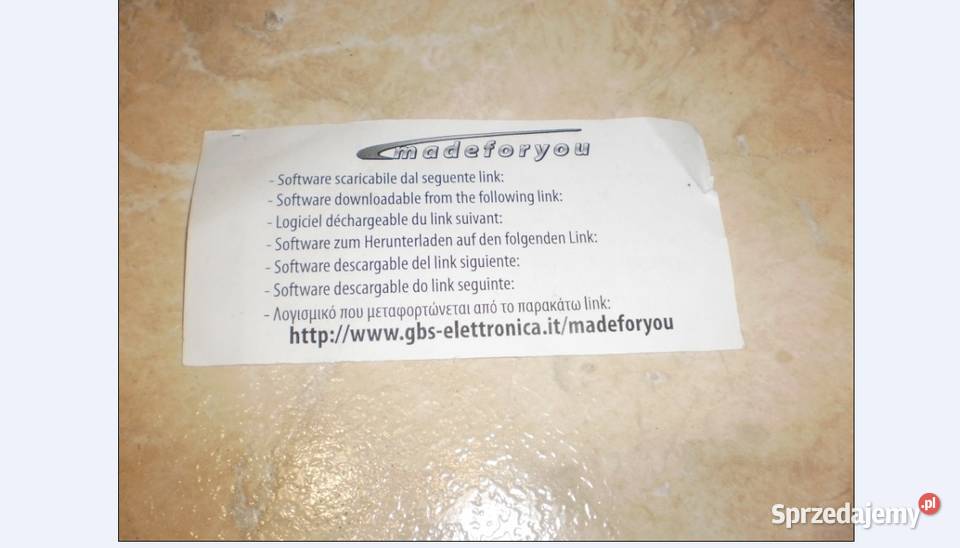 madeforyou
- Software scaricabile dal seguente link:
- Software downloadable from the following link:
- Logiciel déchargeable du link suivant:
- Software zum Herunterladen auf den folgenden Link:
- Software descargable del link siguiente:
- Software descargable do link seguinte:
- Λογισμικό που μεταφορτώνεται από το παρακάτω link:
http://www.gbs-elettronica.it/madeforyou
Sprzedajemy.pl